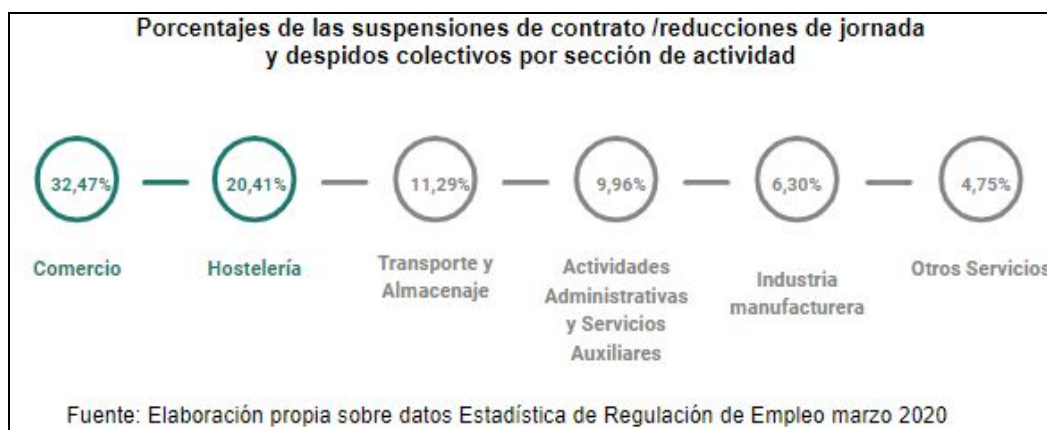 Porcentajes de las suspensiones de contrato /reducciones de jornada
y despidos colectivos por sección de actividad
32,47%
20,41%
11,29%
9,96%
6,30%
4,75%
Comercio
Hostelería
Transporte y
Almacenaje
Actividades
Administrativas
y Servicios
Auxiliares
Industria
manufacturera
Otros Servicios
Fuente: Elaboración propia sobre datos Estadística de Regulación de Empleo marzo 2020